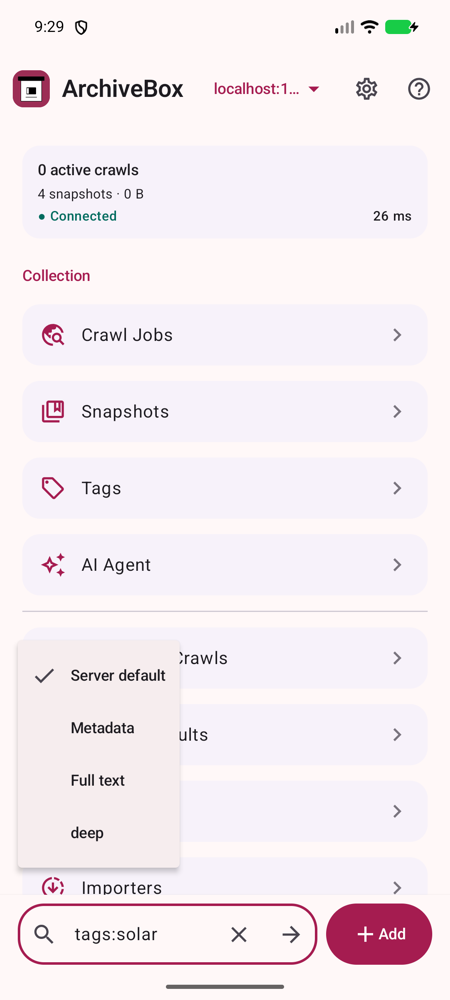 9:29
ArchiveBox
localhost:1...
0 active crawls
4 snapshots · 0 B
• Connected
26 ms
Collection
Crawl Jobs
Snapshots
Tags
AI Agent
Crawls
Server default
Metadata
Full text
deep
Importers
tags:solar
Add